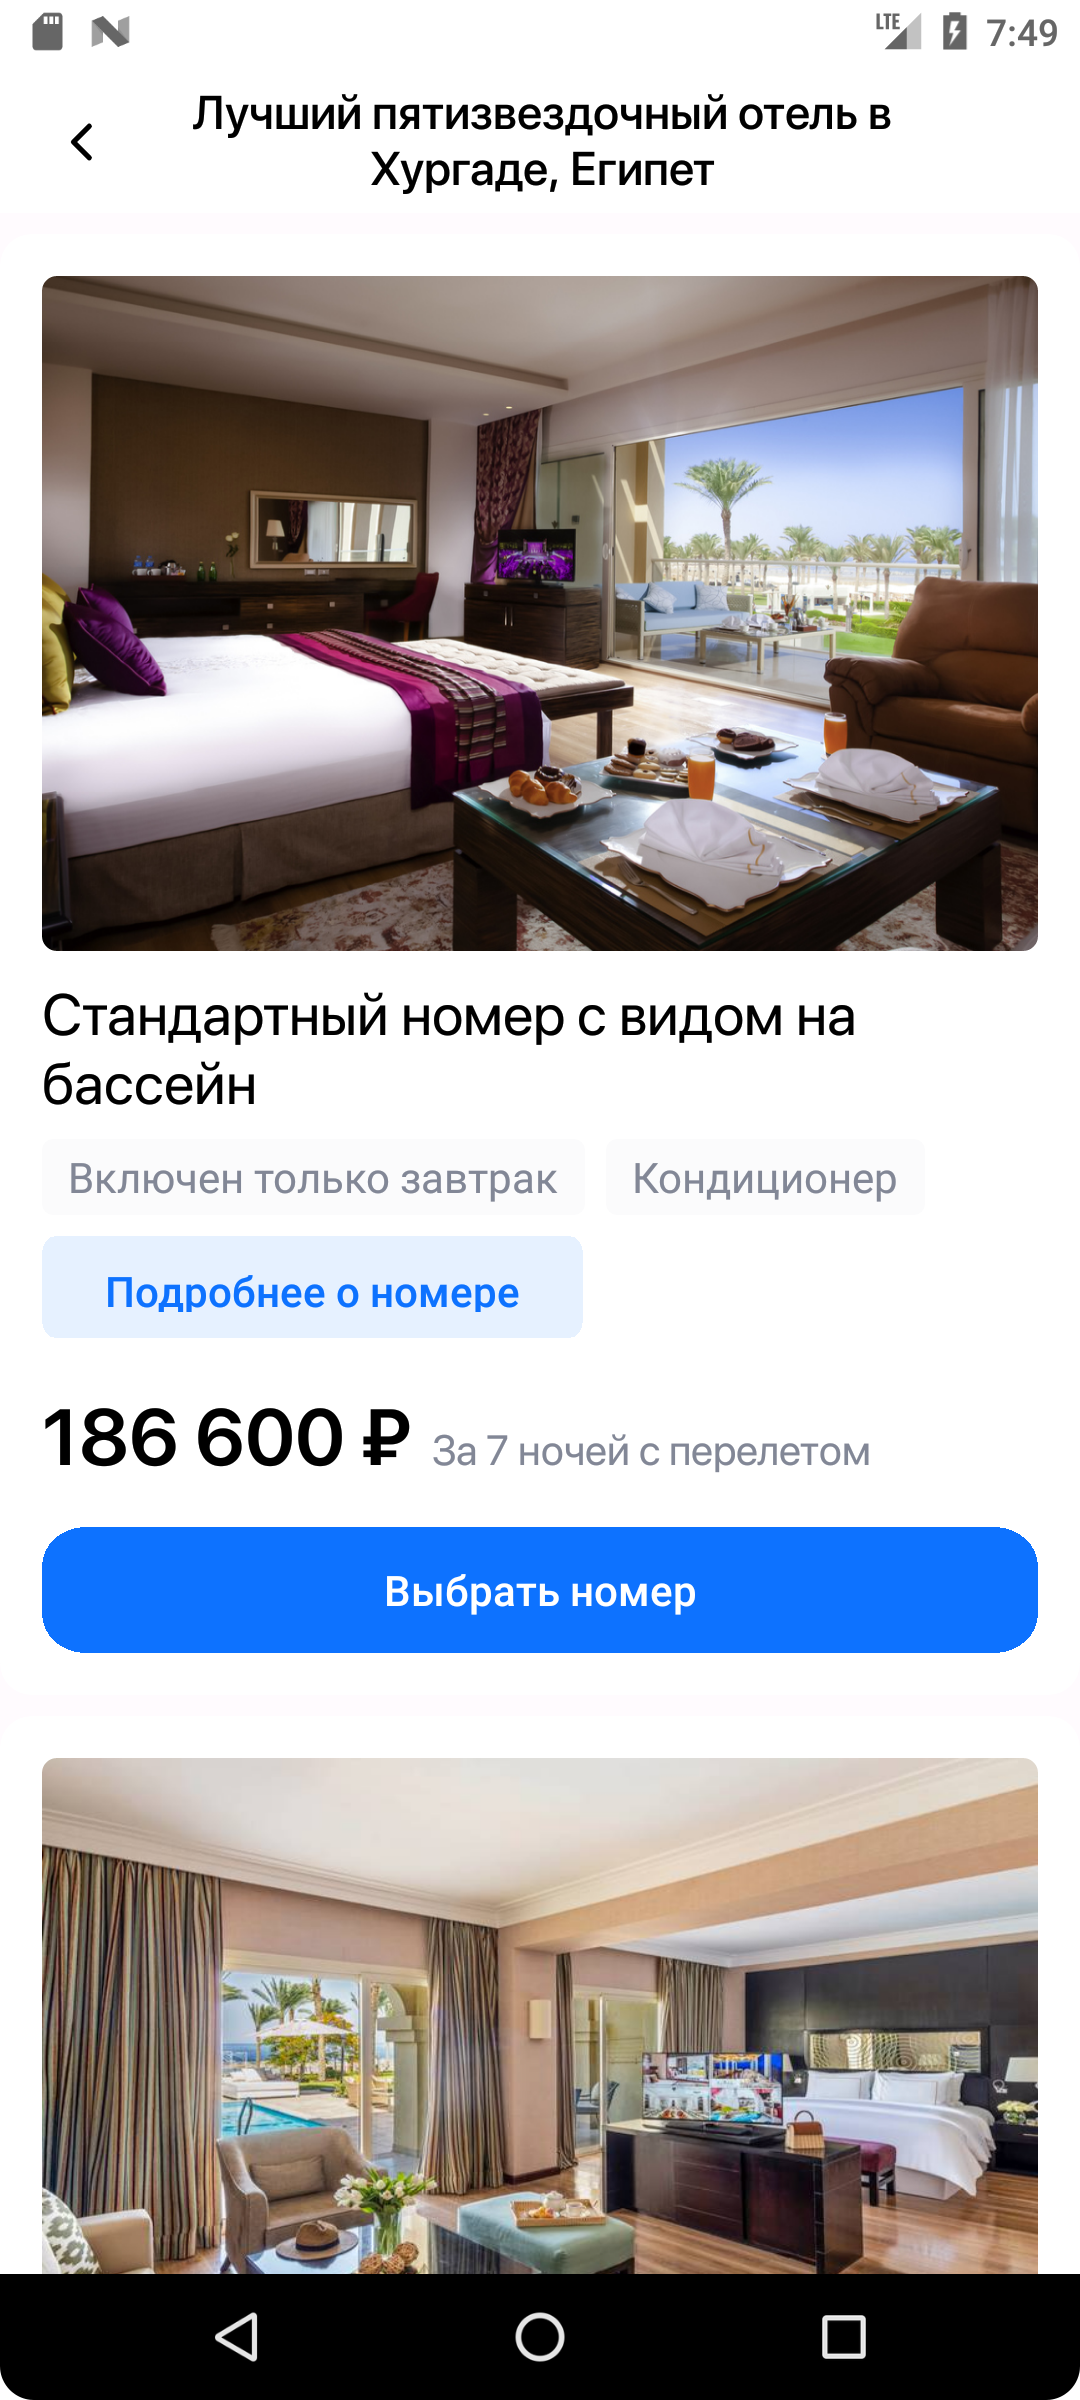 LTE 7:49
Лучший пятизвездочный отель в
Хургаде, Египет
Стандартный номер с видом на
бассейн
Включен только завтрак Кондиционер
Подробнее о номере
186 600 ₽ За 7 ночей с перелетом
Выбрать номер